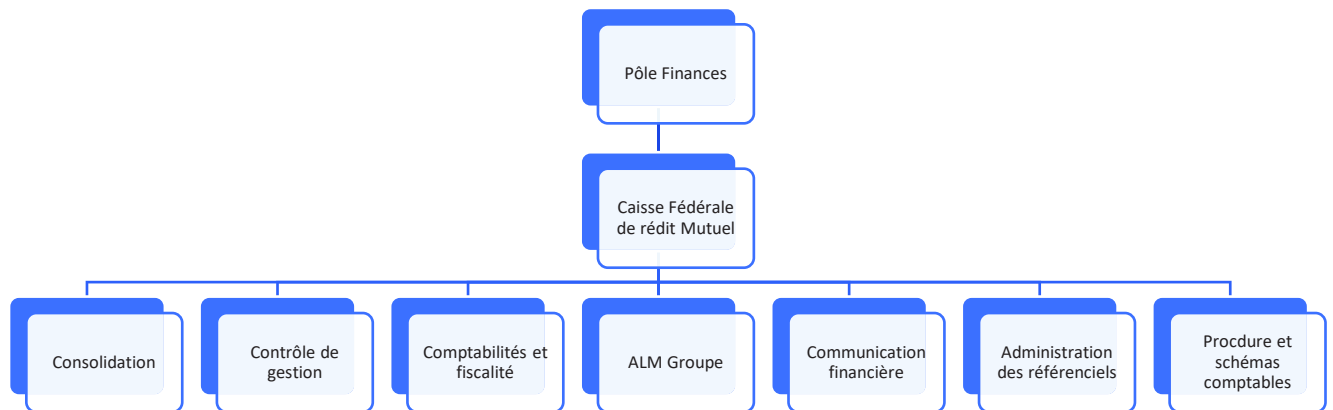 Pôle Finances
Caisse Fédérale
de rédit Mutuel
Consolidation
Contrôle de
gestion
Comptabilités et
fiscalité
ALM Groupe
Communication
financière
Administration
des référenciels
Procdure et
schémas
comptables